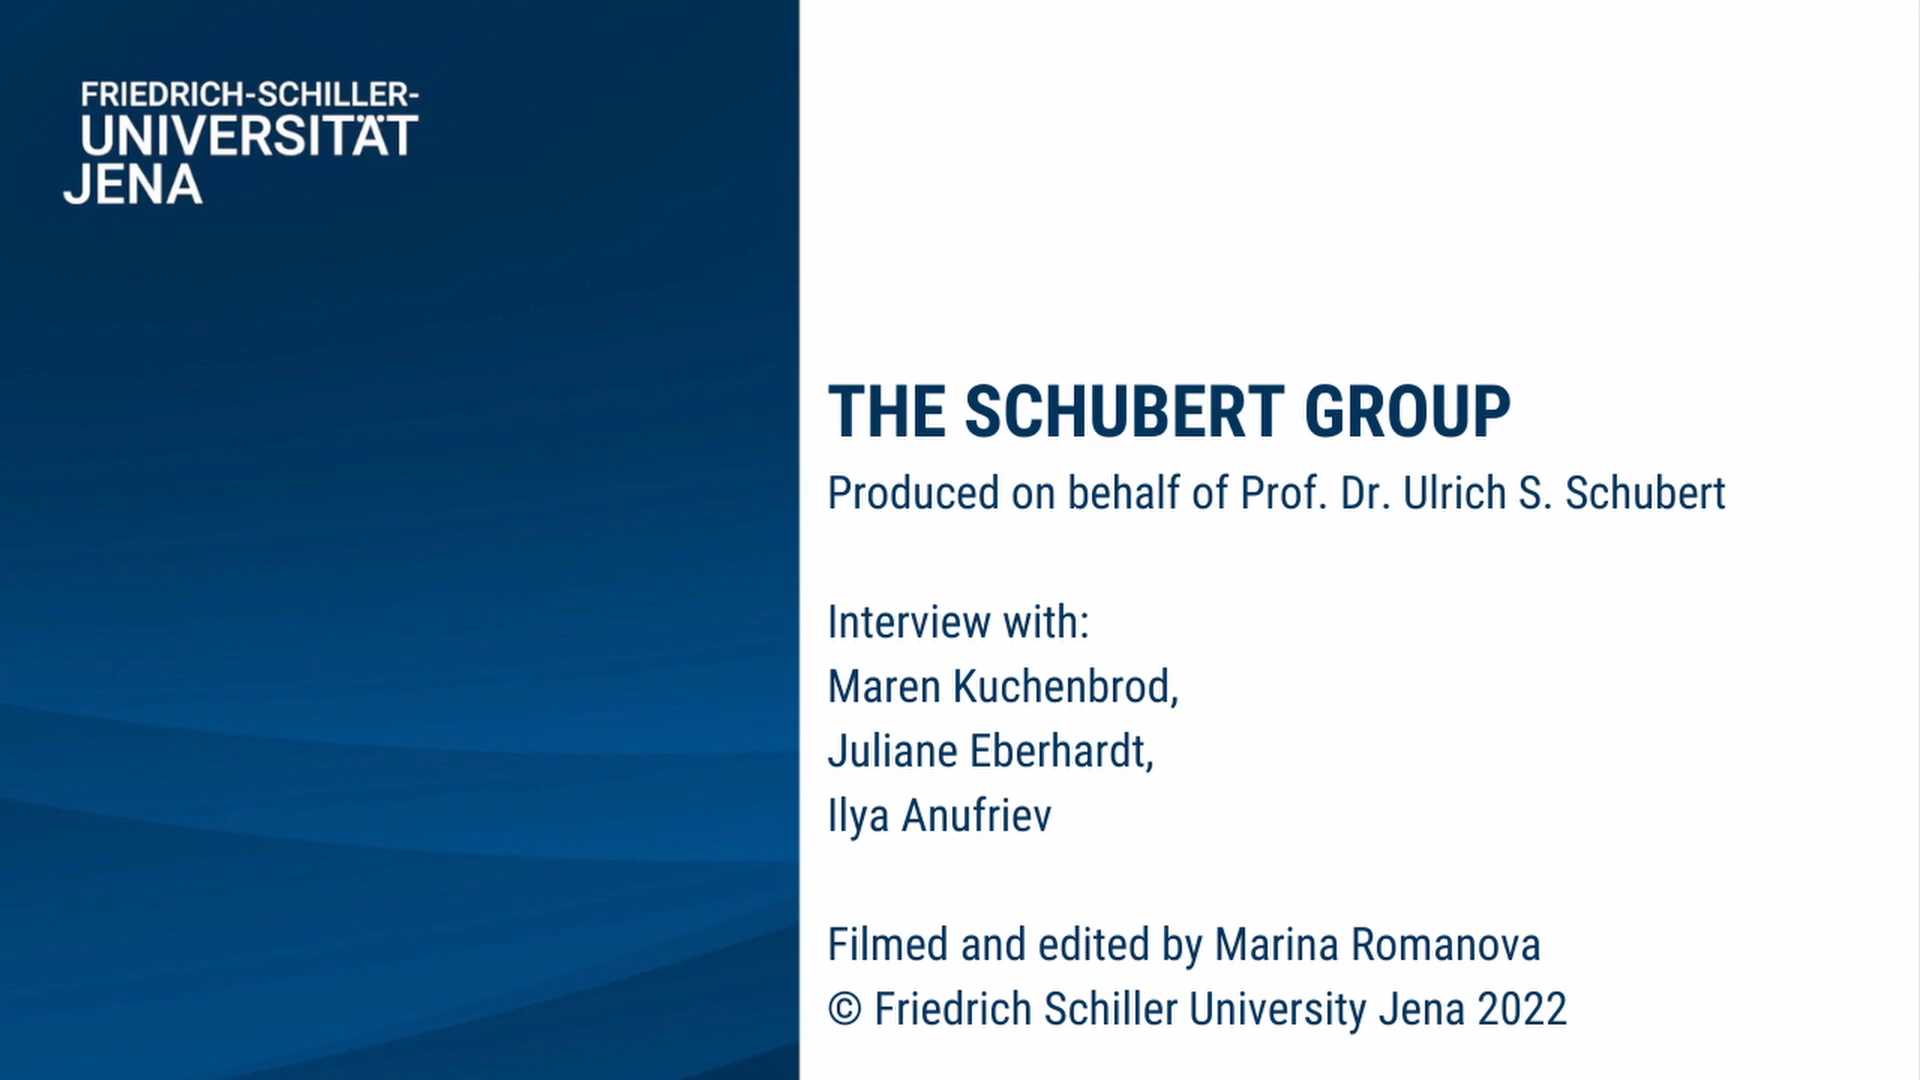 FRIEDRICH-SCHILLER-
UNIVERSITÄT
JENA
THE SCHUBERT GROUP
Produced on behalf of Prof. Dr. Ulrich S. Schubert
Interview with:
Maren Kuchenbrod,
Juliane Eberhardt,
Ilya Anufriev
Filmed and edited by Marina Romanova
© Friedrich Schiller University Jena 2022